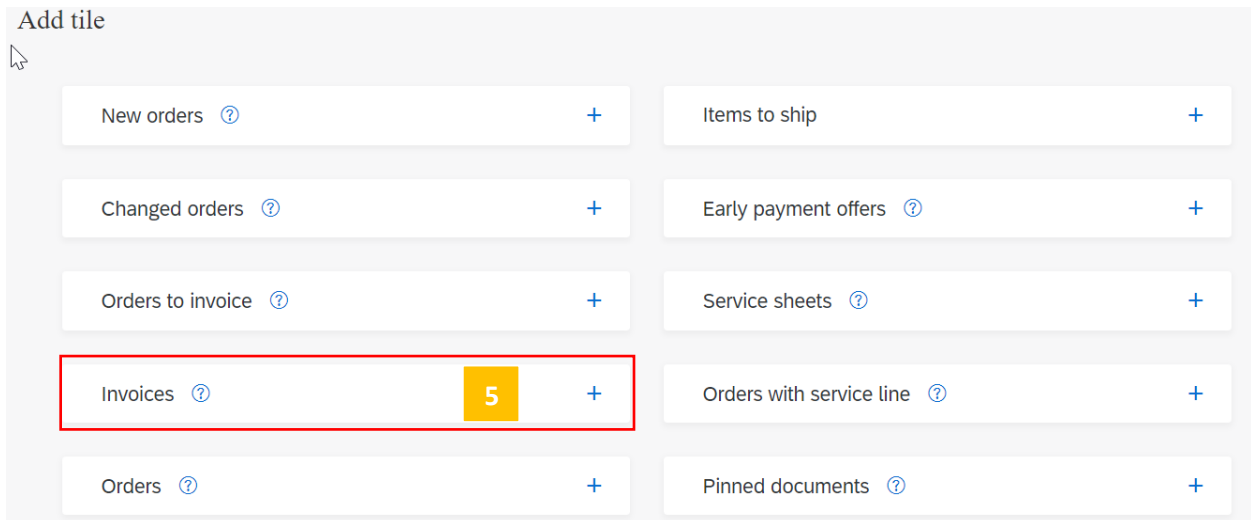 Add tile
New orders ? +
Items to ship +
Changed orders ? +
Early payment offers ? +
Orders to invoice ? +
Service sheets ? +
Invoices ? 5 +
Orders with service line ? +
Orders ? +
Pinned documents ? +